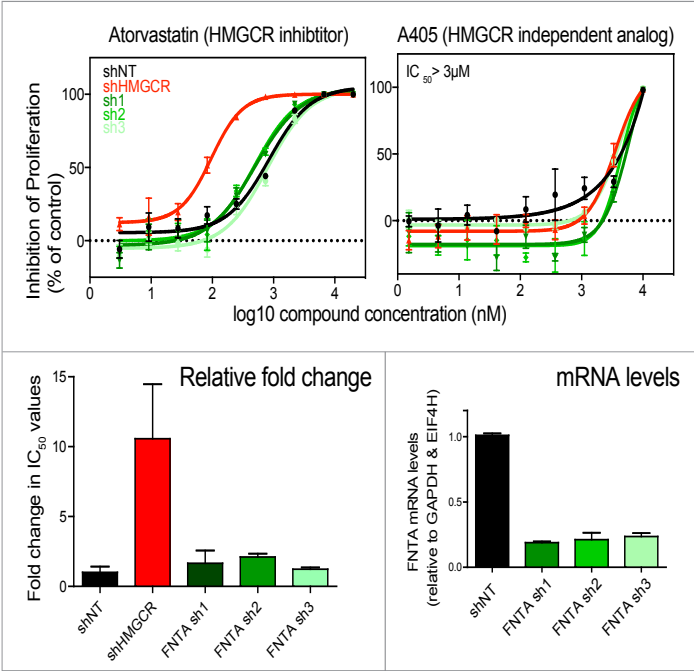 Atorvastatin (HMGCR inhibtitor)
A405 (HMGCR independent analog)
shNT
shHMGCR
sh1
sh2
sh3
IC50> 3µM
100
50
0
100
50
0
0
1
2
3
4
5
0
1
2
3
4
5
Inhibition of Proliferation
(% of control)
log10 compound concentration (nM)
Relative fold change
15
10
5
0
Fold change in IC50 values
shNT
shHMGCR
FNTA sh1
FNTA sh2
FNTA sh3
mRNA levels
1.0
0.5
0.0
FNTA mRNA levels
(relative to GAPDH & EIF4H)
shNT
FNTA sh1
FNTA sh2
FNTA sh3